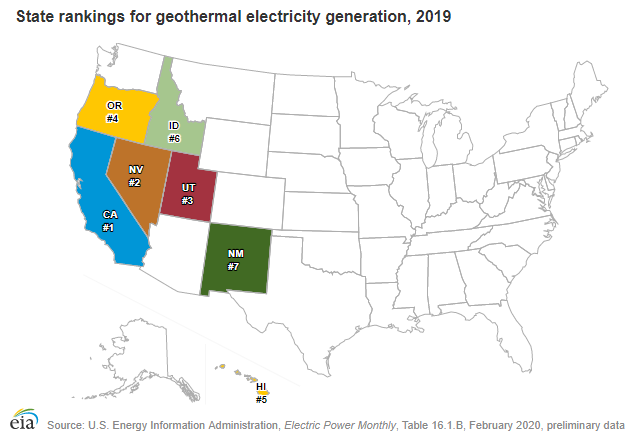 State rankings for geothermal electricity generation, 2019
OR
#4
ID
#6
NV
#2
UT
#3
CA
#1
NM
#7
HI
#5
eia
Source: U.S. Energy Information Administration, Electric Power Monthly, Table 16.1.B, February 2020, preliminary data